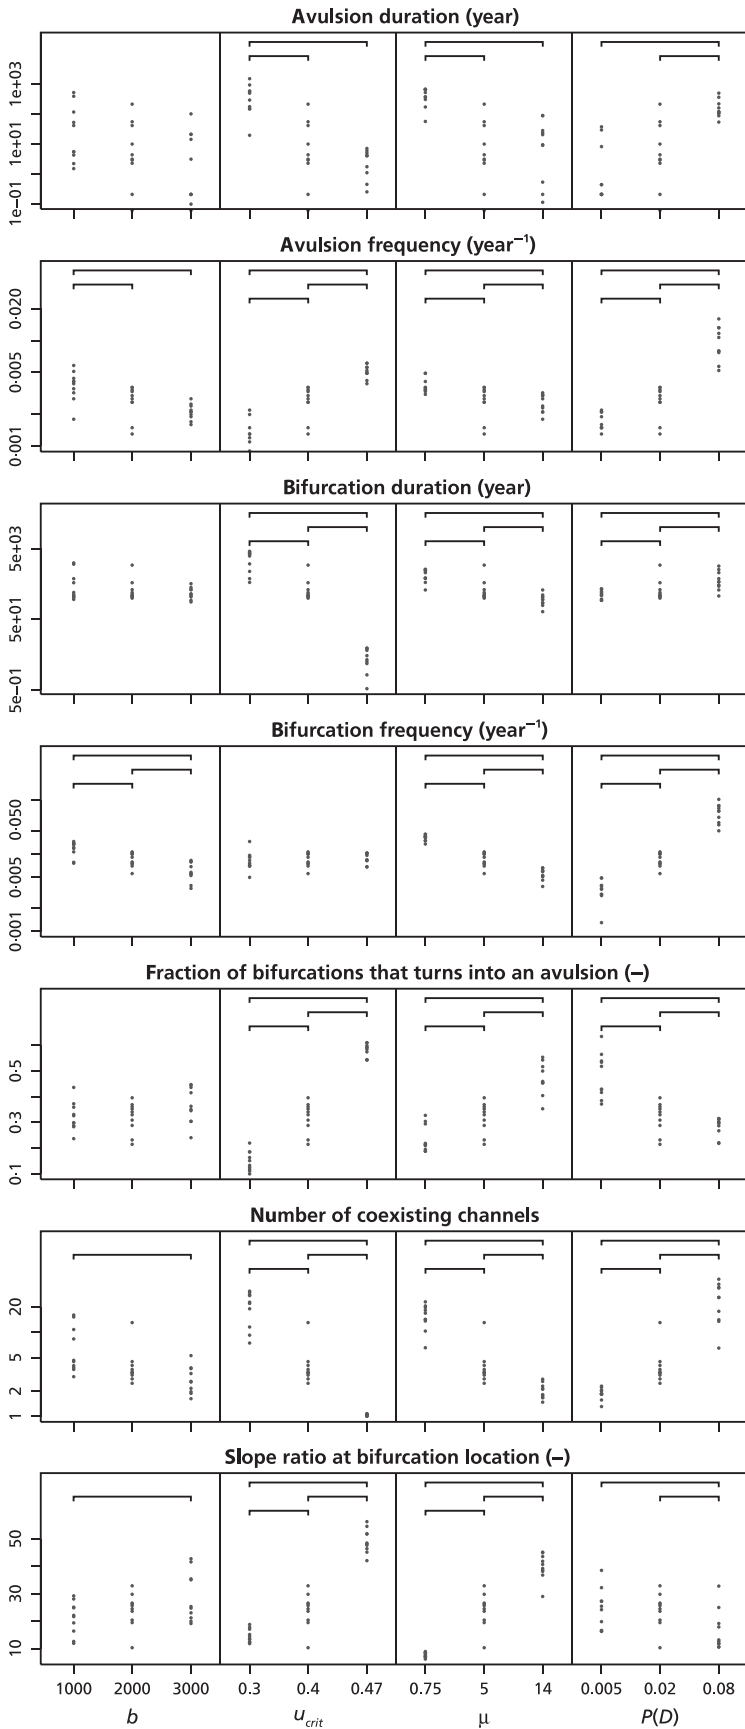 Avulsion duration (year)
1e+03
1e+01
1e−01
Avulsion frequency (year⁻¹)
0·020
0·005
0·001
Bifurcation duration (year)
5e+03
5e+01
5e−01
Bifurcation frequency (year⁻¹)
0·050
0·005
0·001
Fraction of bifurcations that turns into an avulsion (–)
0·5
0·3
0·1
Number of coexisting channels
20
5
2
1
Slope ratio at bifurcation location (–)
50
30
10
1000 2000 3000 0.3 0.4 0.47 0.75 5 14 0.005 0.02 0.08
b u_crit μ P(D)